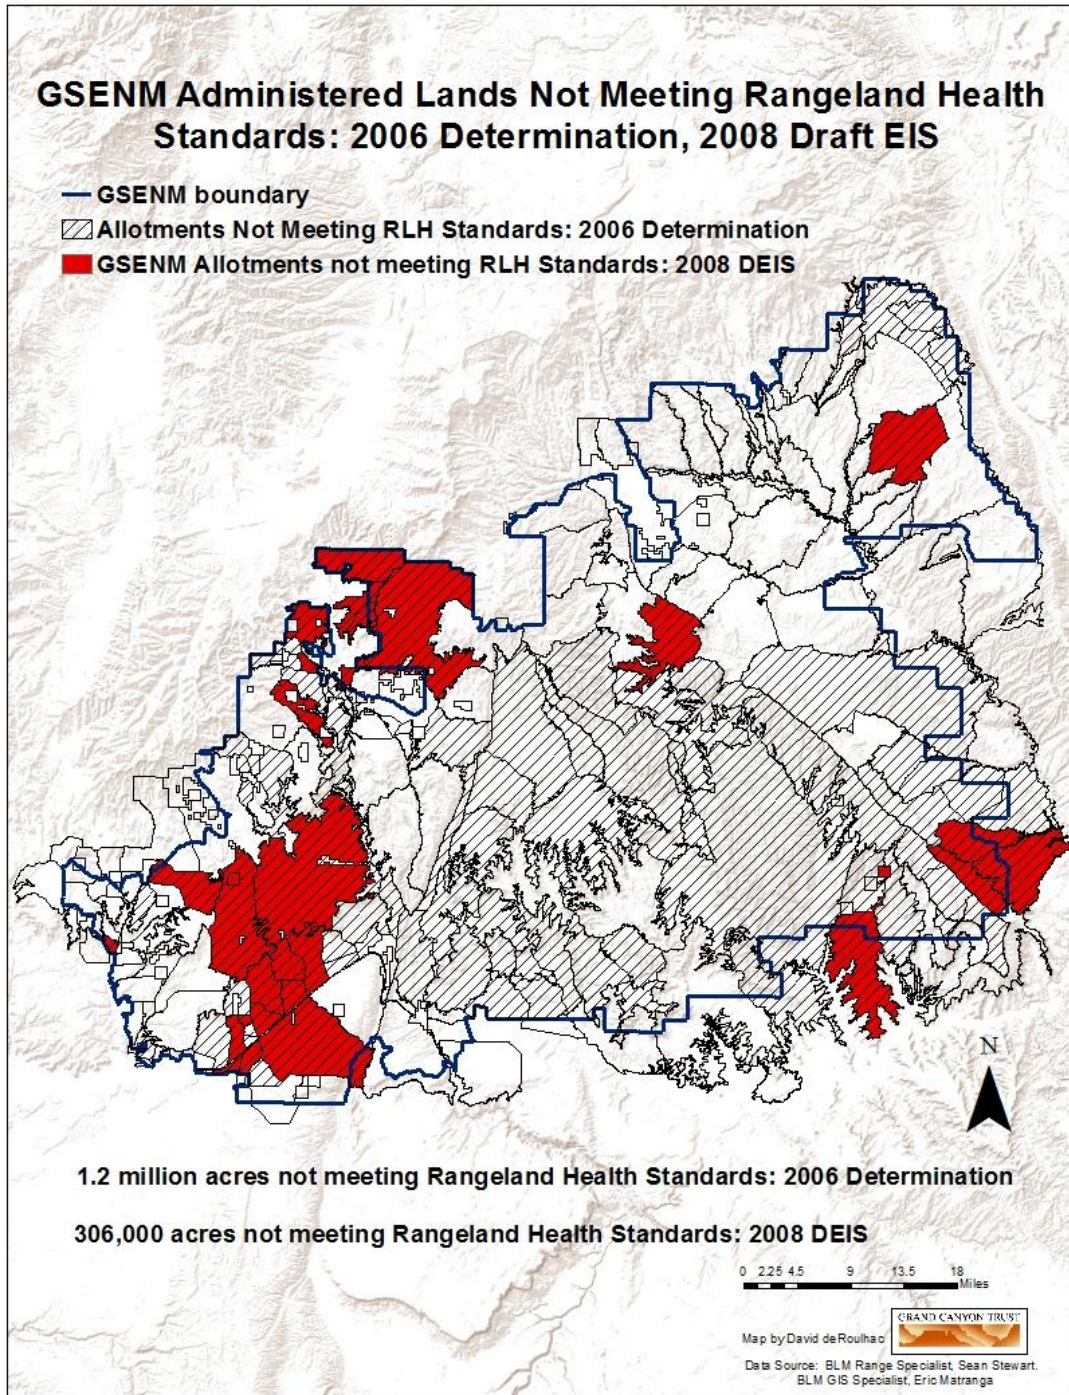 GSENM Administered Lands Not Meeting Rangeland Health
Standards: 2006 Determination, 2008 Draft EIS
GSENM boundary
Allotments Not Meeting RLH Standards: 2006 Determination
GSENM Allotments not meeting RLH Standards: 2008 DEIS
N
1.2 million acres not meeting Rangeland Health Standards: 2006 Determination
306,000 acres not meeting Rangeland Health Standards: 2008 DEIS
0 2.25 4.5 9 13.5 18
Miles
GRAND CANYON TRUST
Map by David deRoulhac
Data Source: BLM Range Specialist, Sean Stewart.
BLM GIS Specialist, Eric Matranga